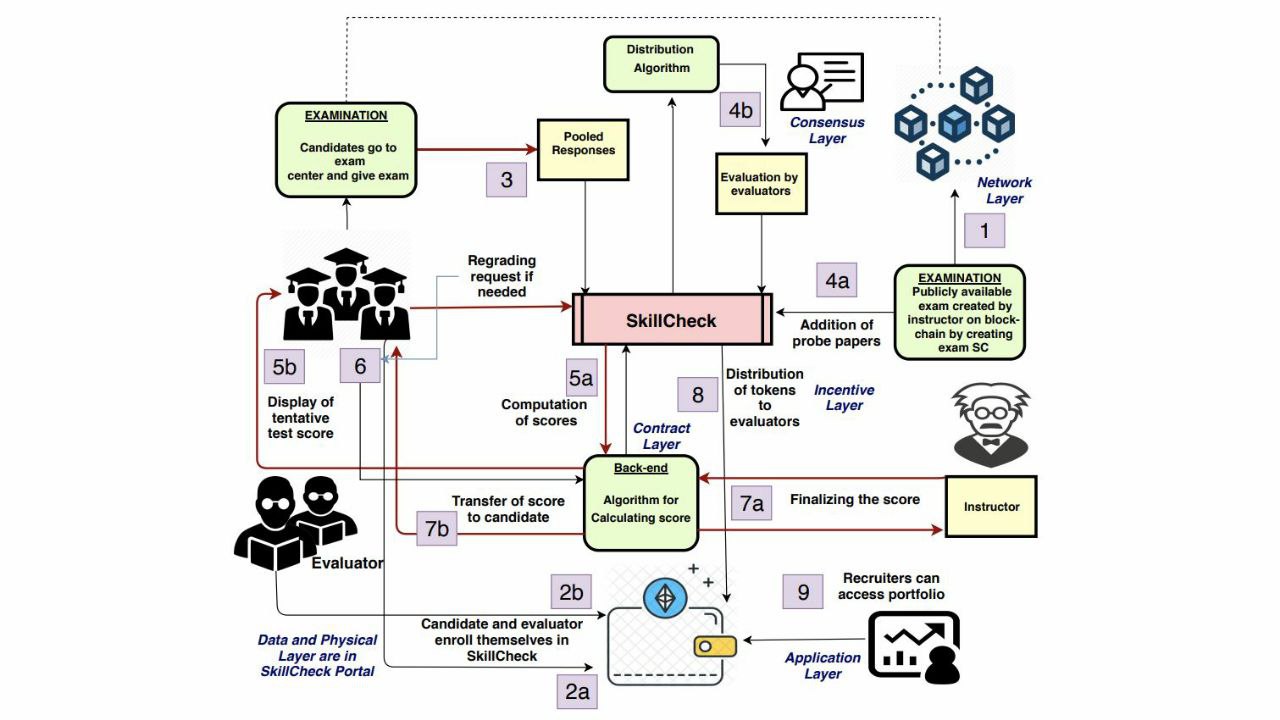 Distribution
Algorithm
4b
Consensus
Layer
EXAMINATION
Candidates go to
exam
center and give exam
3
Pooled
Responses
Evaluation by
evaluators
Network
Layer
1
Regrading
request if
needed
4a
Addition of
probe papers
EXAMINATION
Publicly available
exam created by
instructor on block-
chain by creating
exam SC
SkillCheck
5b
Display of
tentative
test score
6
5a
Computation
of scores
8
Distribution
of tokens
to
evaluators
Incentive
Layer
Contract
Layer
Back-end
Algorithm for
Calculating score
Transfer of score
to candidate
7b
7a
Finalizing the score
Instructor
Evaluator
2b
Candidate and evaluator
enroll themselves in
SkillCheck
2a
Data and Physical
Layer are in
SkillCheck Portal
9
Recruiters can
access portfolio
Application
Layer